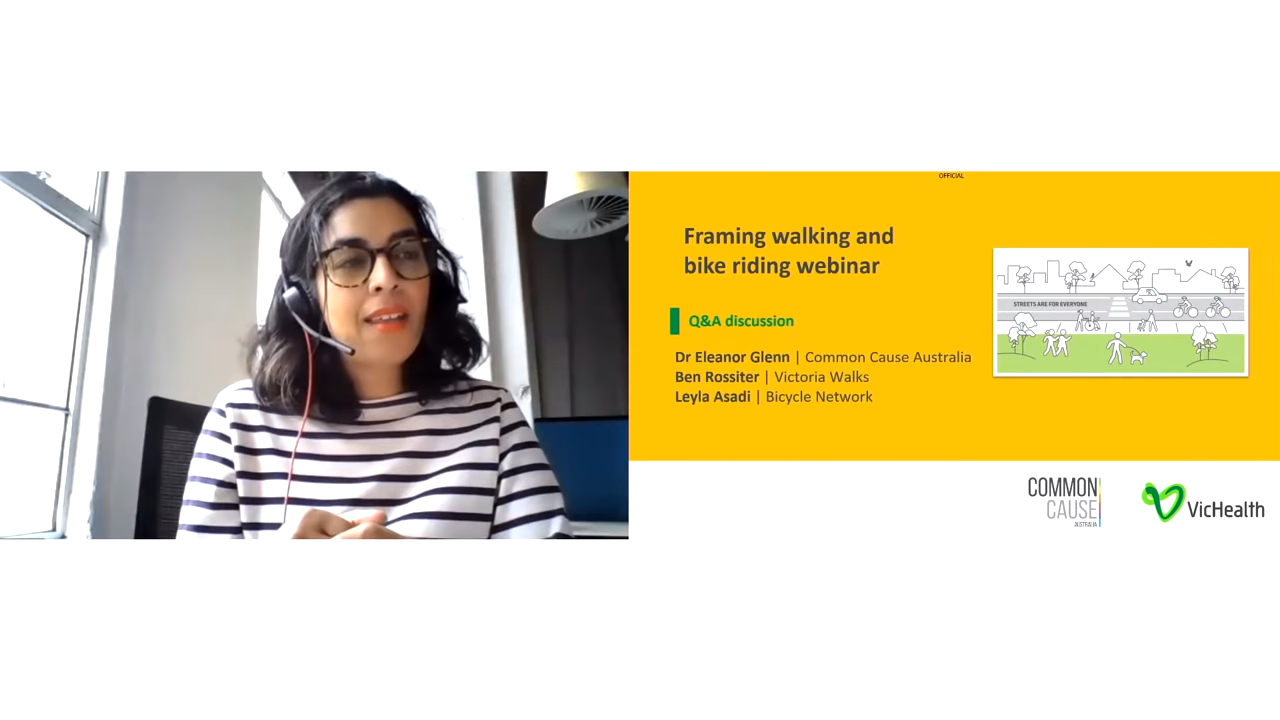 OFFICIAL
Framing walking and
bike riding webinar
Q&A discussion
Dr Eleanor Glenn | Common Cause Australia
Ben Rossiter | Victoria Walks
Leyla Asadi | Bicycle Network
STREETS ARE FOR EVERYONE
COMMON
CAUSE
AUSTRALIA
VicHealth